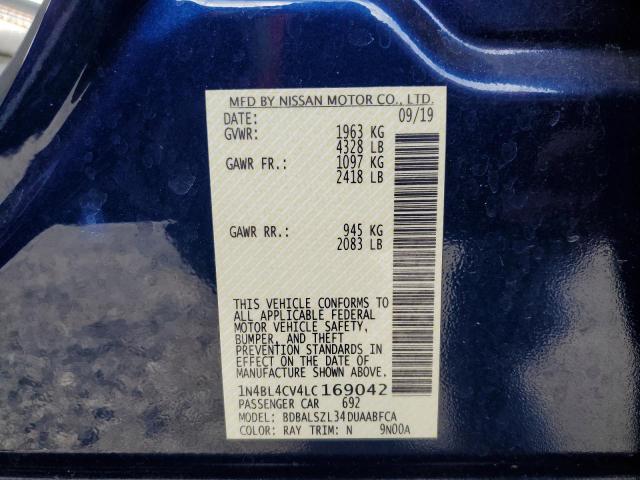 MFD BY NISSAN MOTOR CO., LTD.
DATE: 09/19
GVWR: 1963 KG
4328 LB
GAWR FR.: 1097 KG
2418 LB
GAWR RR.: 945 KG
2083 LB
THIS VEHICLE CONFORMS TO
ALL APPLICABLE FEDERAL
MOTOR VEHICLE SAFETY,
BUMPER, AND THEFT
PREVENTION STANDARDS IN
EFFECT ON THE DATE OF
MANUFACTURE SHOWN ABOVE.
1N4BL4CV4LC169042
PASSENGER CAR 692
MODEL: BDBALSZL34DUAABFCA
COLOR: RAY TRIM: N 9N00A